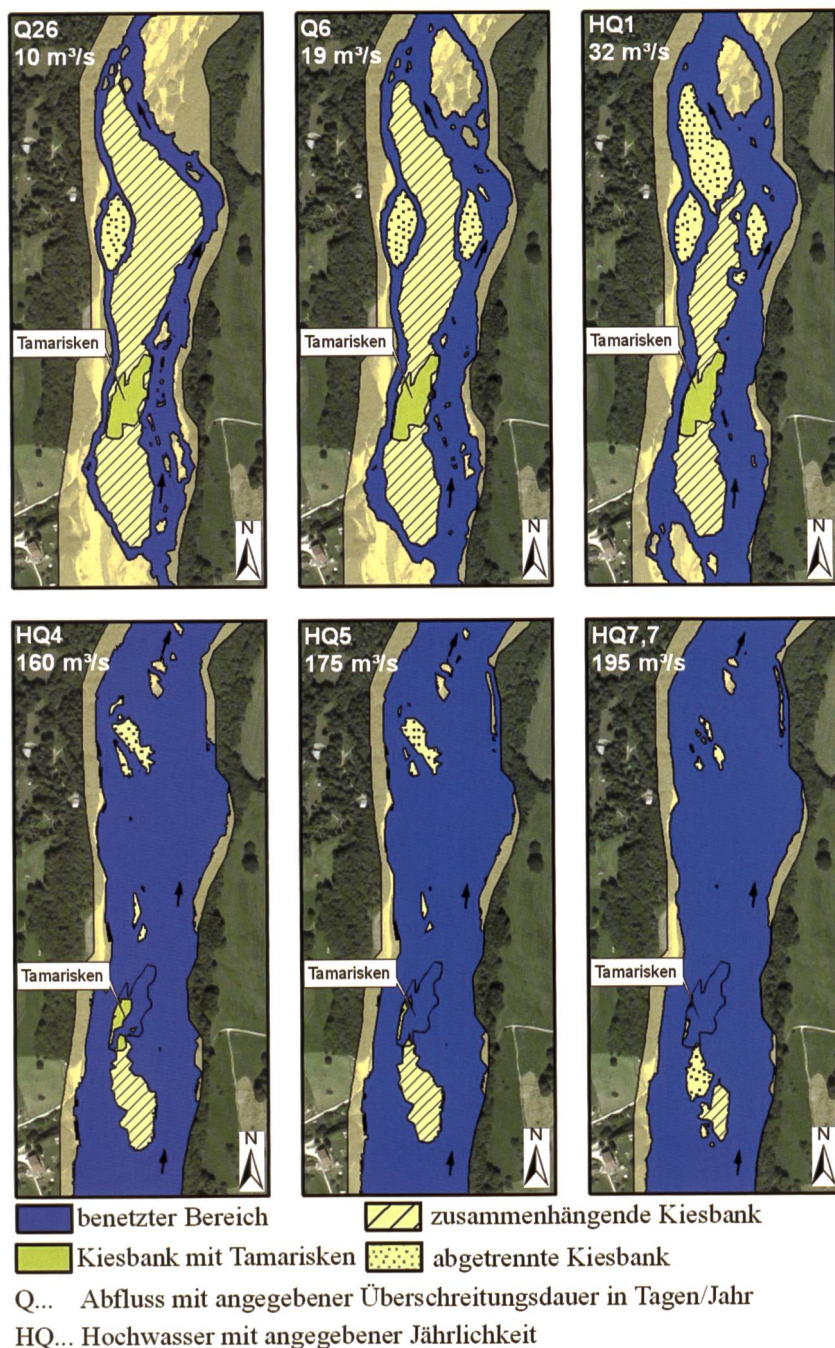 Q26
10 m³/s
Tamarisken
N
Q6
19 m³/s
Tamarisken
N
HQ1
32 m³/s
Tamarisken
N
HQ4
160 m³/s
Tamarisken
N
HQ5
175 m³/s
Tamarisken
N
HQ7,7
195 m³/s
Tamarisken
N
benetzter Bereich
zusammenhängende Kiesbank
Kiesbank mit Tamarisken
abgetrennte Kiesbank
Q... Abfluss mit angegebener Überschreitungsdauer in Tagen/Jahr
HQ... Hochwasser mit angegebener Jährlichkeit